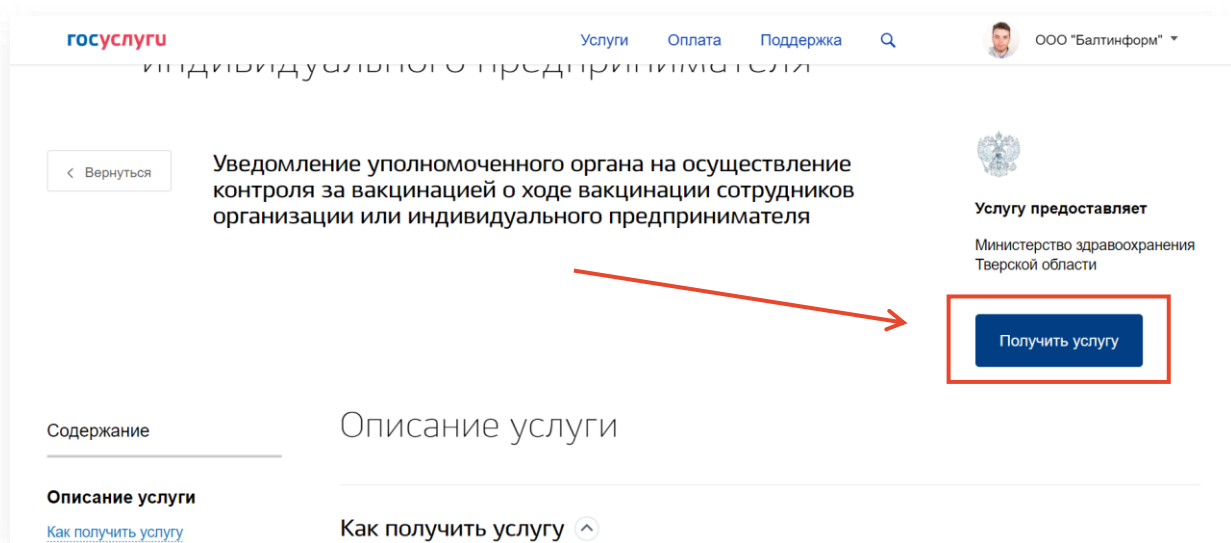 госуслуги
Услуги
Оплата
Поддержка
ООО "Балтинформ"
индивидуального предпринимателя
Вернуться
Уведомление уполномоченного органа на осуществление
контроля за вакцинацией о ходе вакцинации сотрудников
организации или индивидуального предпринимателя
Услугу предоставляет
Министерство здравоохранения
Тверской области
Получить услугу
Содержание
Описание услуги
Как получить услугу
Описание услуги
Как получить услугу